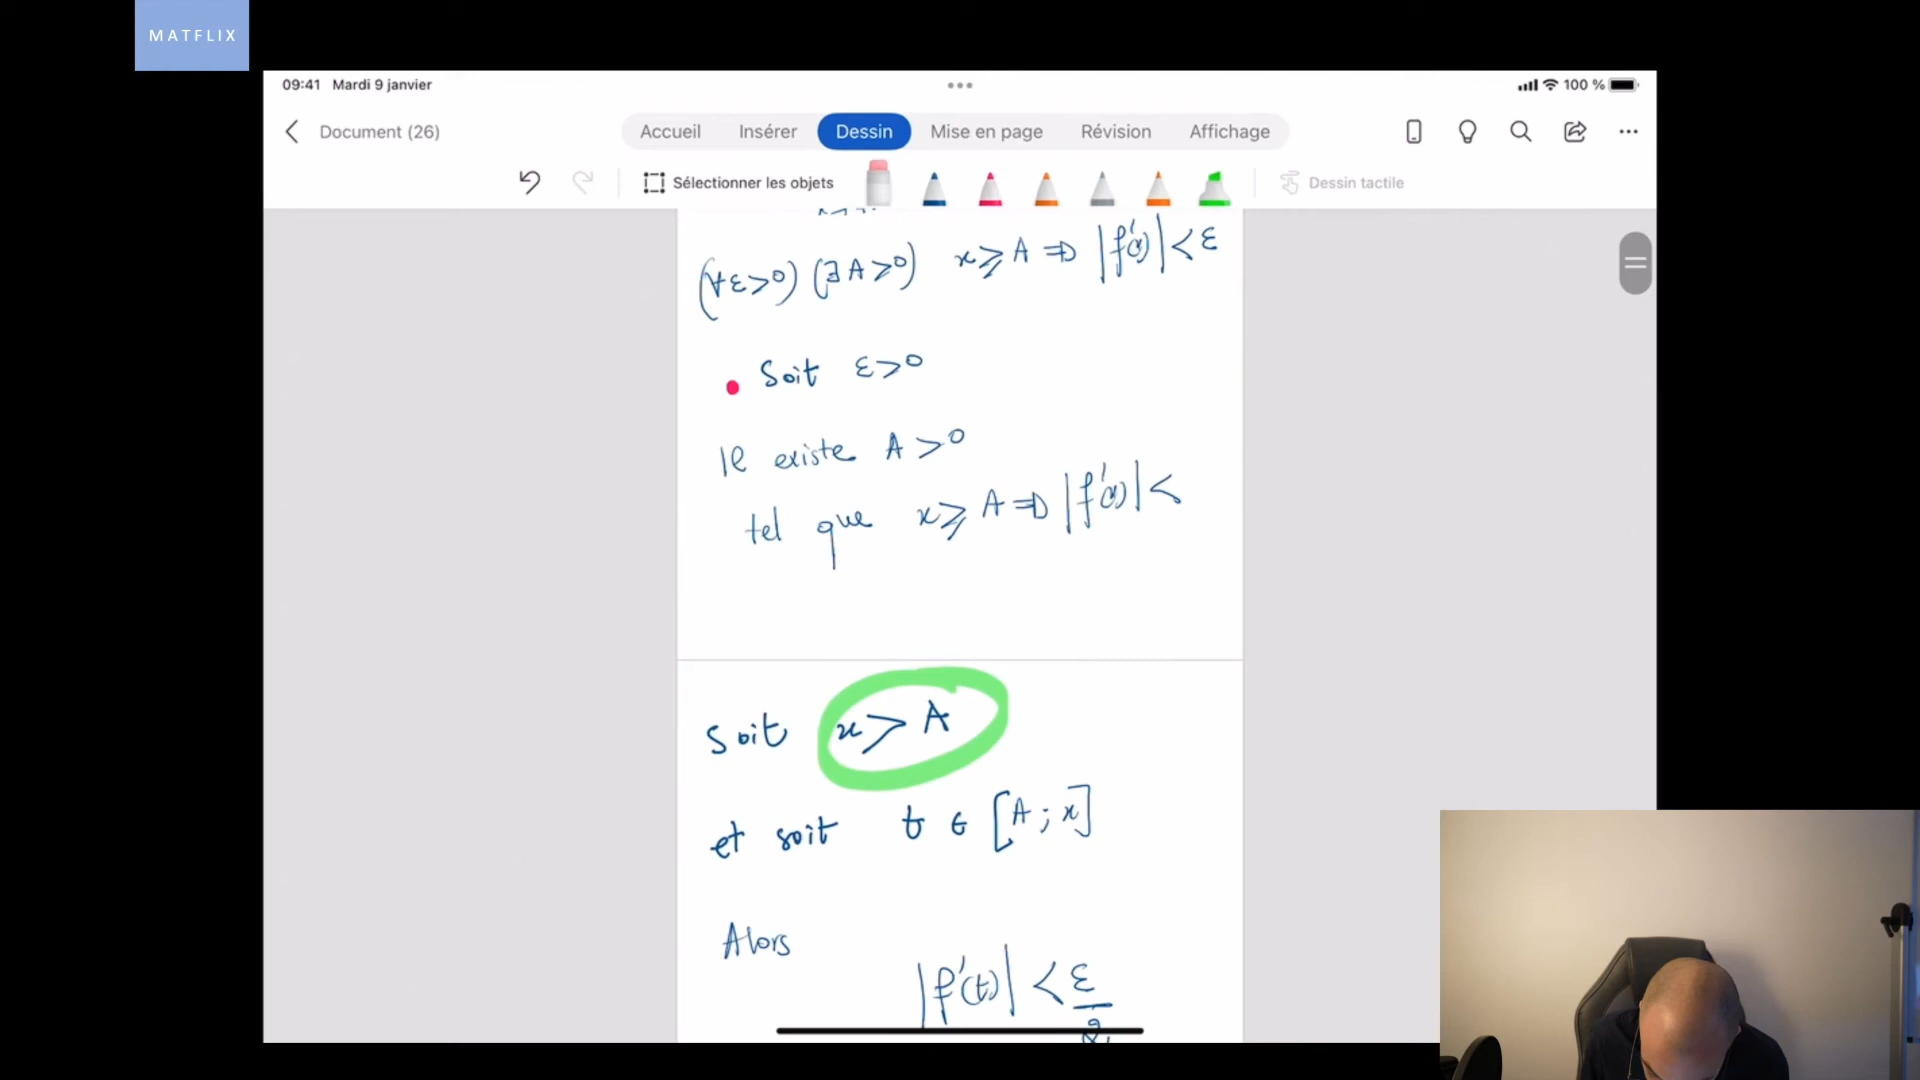 MATFLIX
09:41 Mardi 9 janvier
100 %
Document (26)
Accueil Insérer Dessin Mise en page Révision Affichage
Sélectionner les objets
Dessin tactile
(∀ε>0) (∃A≥0) x≥A ⇒ |f'(x)|<ε
Soit ε>0
Il existe A>0
tel que x≥A ⇒ |f'(x)|<
Soit x>A
et soit t ∈ [A;x]
Alors
|f'(t)| < ε/2